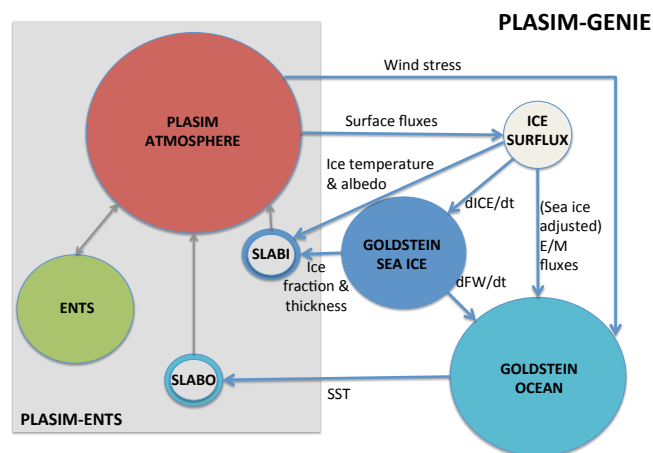 PLASIM-GENIE
Wind stress
PLASIM
ATMOSPHERE
Surface fluxes
ICE
SURFLUX
Ice temperature
& albedo
dICE/dt
(Sea ice
adjusted)
E/M
fluxes
SLABI
GOLDSTEIN
SEA ICE
Ice
fraction &
thickness
dFW/dt
ENTS
SLABO
SST
GOLDSTEIN
OCEAN
PLASIM-ENTS